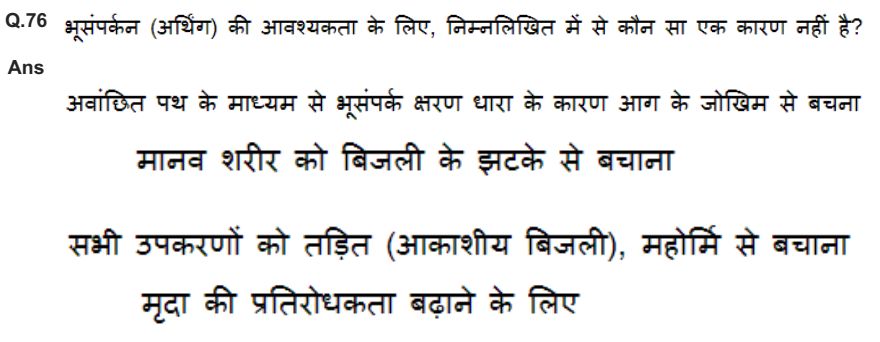 Q.76 भूसंपर्कन (अर्थिंग) की आवश्यकता के लिए, निम्नलिखित में से कौन सा एक कारण नहीं है?
Ans
अवांछित पथ के माध्यम से भूसंपर्क क्षरण धारा के कारण आग के जोखिम से बचना
मानव शरीर को बिजली के झटके से बचाना
सभी उपकरणों को तड़ित (आकाशीय बिजली), महोर्मि से बचाना
मृदा की प्रतिरोधकता बढ़ाने के लिए